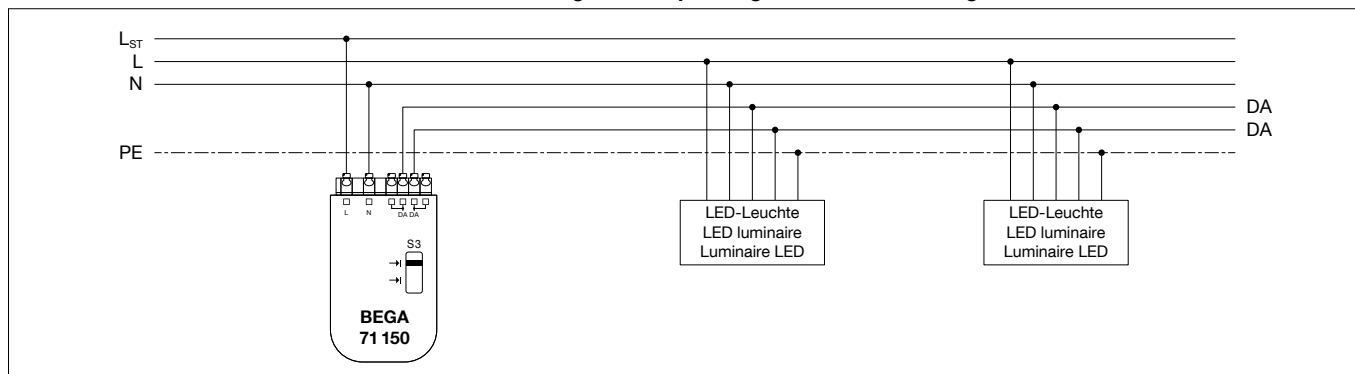 L_ST
L
N
DA
DA
PE
L N DA DA
S3
BEGA
71 150
LED-Leuchte
LED luminaire
Luminaire LED
LED-Leuchte
LED luminaire
Luminaire LED